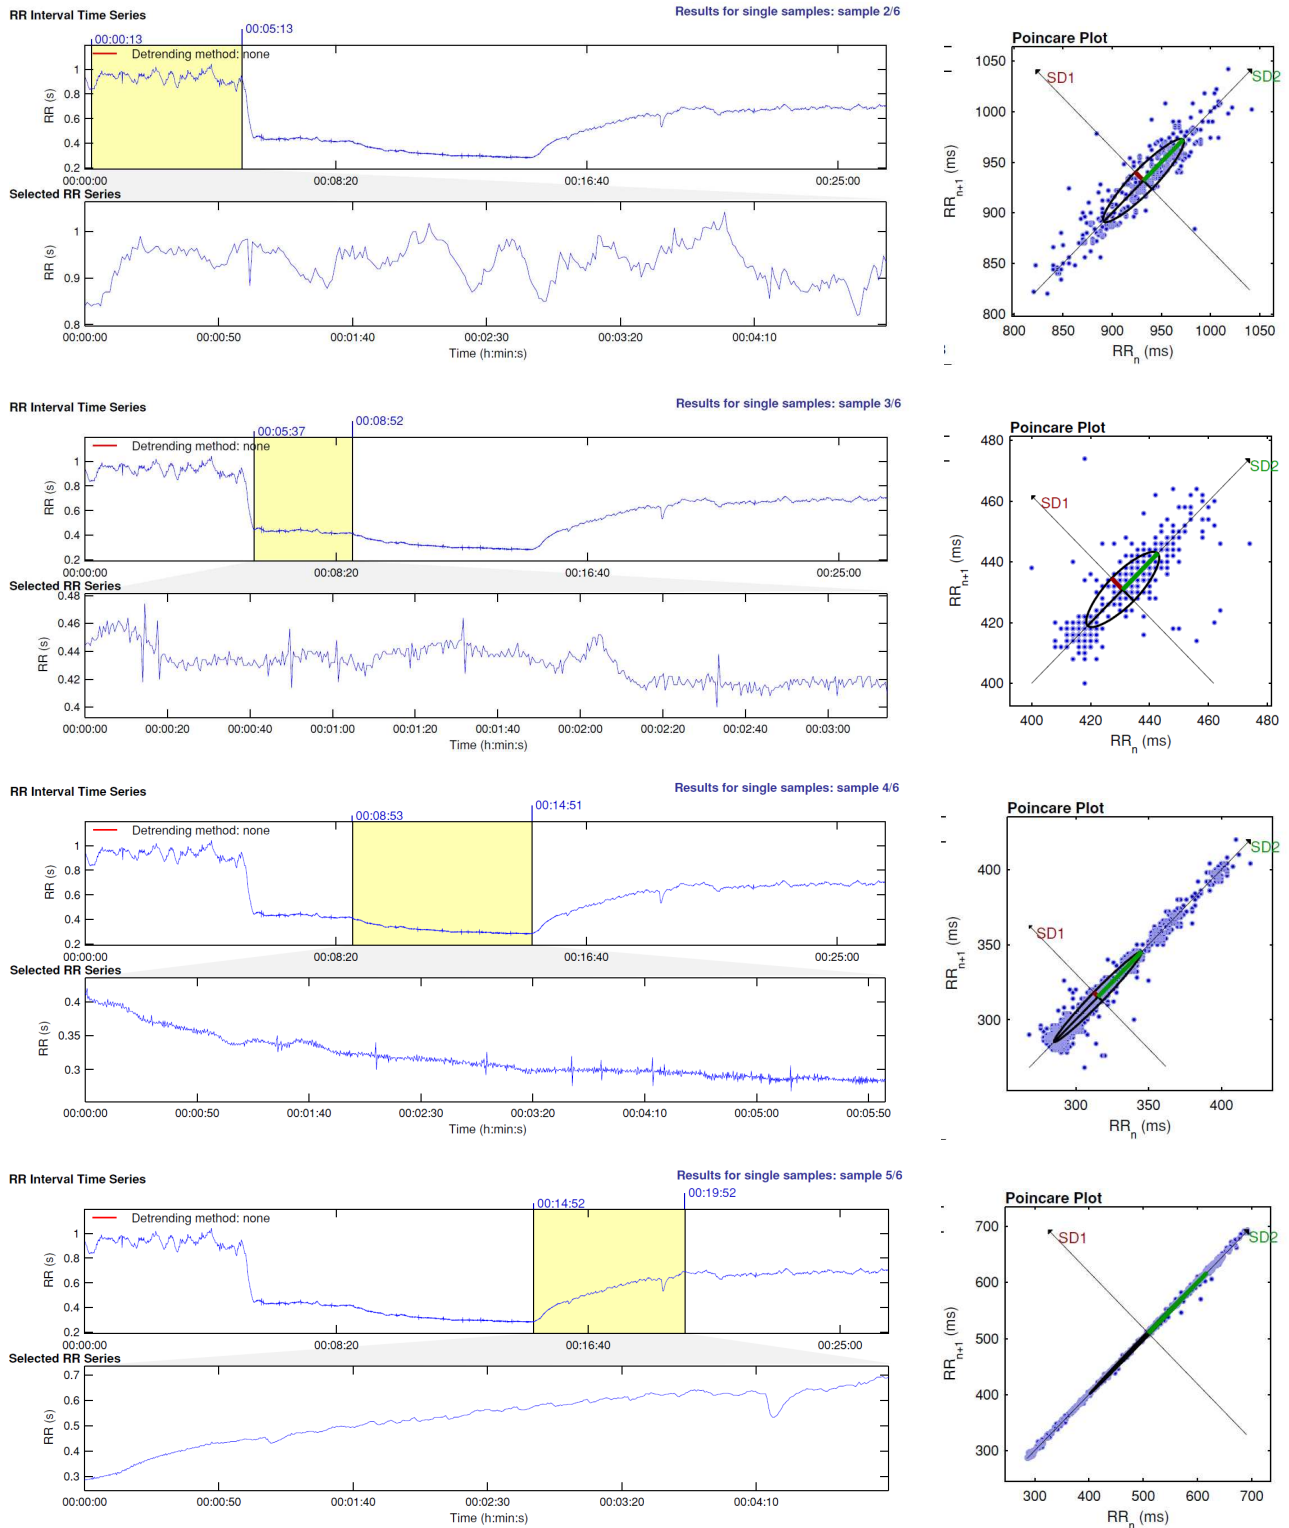 RR Interval Time Series
Results for single samples: sample 2/6
00:00:13
00:05:13
Detrending method: none
RR (s)
1
0.8
0.6
0.4
0.2
00:00:00 00:08:20 00:16:40 00:25:00
Selected RR Series
RR (s)
1
0.9
0.8
00:00:00 00:00:50 00:01:40 00:02:30 00:03:20 00:04:10
Time (h:min:s)
Poincare Plot
SD1
SD2
RRn+1 (ms)
1050
1000
950
900
850
800
800 850 900 950 1000 1050
RRn (ms)
RR Interval Time Series
Results for single samples: sample 3/6
00:05:37
00:08:52
Detrending method: none
RR (s)
1
0.8
0.6
0.4
0.2
00:00:00 00:08:20 00:16:40 00:25:00
Selected RR Series
RR (s)
0.48
0.46
0.44
0.42
0.4
00:00:00 00:00:20 00:00:40 00:01:00 00:01:20 00:01:40 00:02:00 00:02:20 00:02:40 00:03:00
Time (h:min:s)
Poincare Plot
SD1
SD2
RRn+1 (ms)
480
460
440
420
400
400 420 440 460 480
RRn (ms)
RR Interval Time Series
Results for single samples: sample 4/6
00:08:53
00:14:51
Detrending method: none
RR (s)
1
0.8
0.6
0.4
0.2
00:00:00 00:08:20 00:16:40 00:25:00
Selected RR Series
RR (s)
0.4
0.35
0.3
00:00:00 00:00:50 00:01:40 00:02:30 00:03:20 00:04:10 00:05:00 00:05:50
Time (h:min:s)
Poincare Plot
SD1
SD2
RRn+1 (ms)
400
350
300
300 350 400
RRn (ms)
RR Interval Time Series
Results for single samples: sample 5/6
00:14:52
00:19:52
Detrending method: none
RR (s)
1
0.8
0.6
0.4
0.2
00:00:00 00:08:20 00:16:40 00:25:00
Selected RR Series
RR (s)
0.7
0.6
0.5
0.4
0.3
00:00:00 00:00:50 00:01:40 00:02:30 00:03:20 00:04:10
Time (h:min:s)
Poincare Plot
SD1
SD2
RRn+1 (ms)
700
600
500
400
300
300 400 500 600 700
RRn (ms)